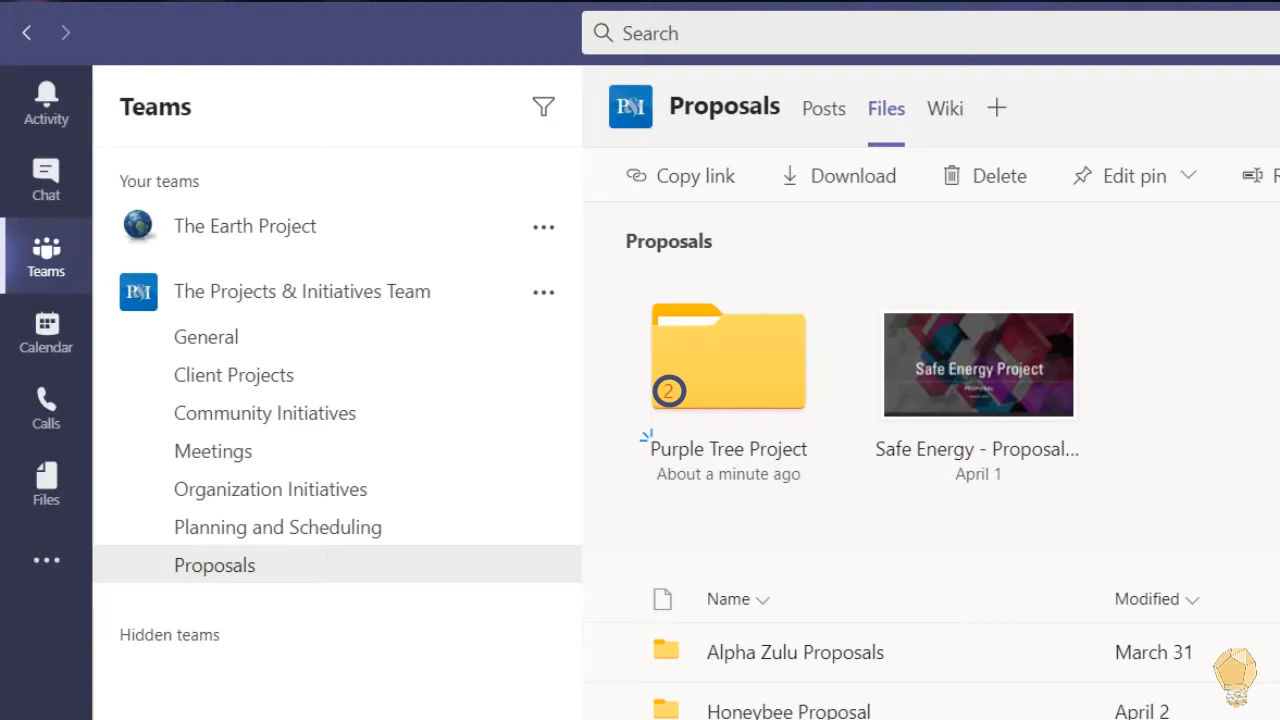 Search
Activity
Chat
Teams
Calendar
Calls
Files
Teams
Your teams
The Earth Project
The Projects & Initiatives Team
General
Client Projects
Community Initiatives
Meetings
Organization Initiatives
Planning and Scheduling
Proposals
Hidden teams
Proposals Posts Files Wiki
Copy link Download Delete Edit pin R
Proposals
Safe Energy Project
PROPOSAL
2
Purple Tree Project
About a minute ago
Safe Energy - Proposal...
April 1
Name Modified
Alpha Zulu Proposals March 31
Honeybee Proposal April 2